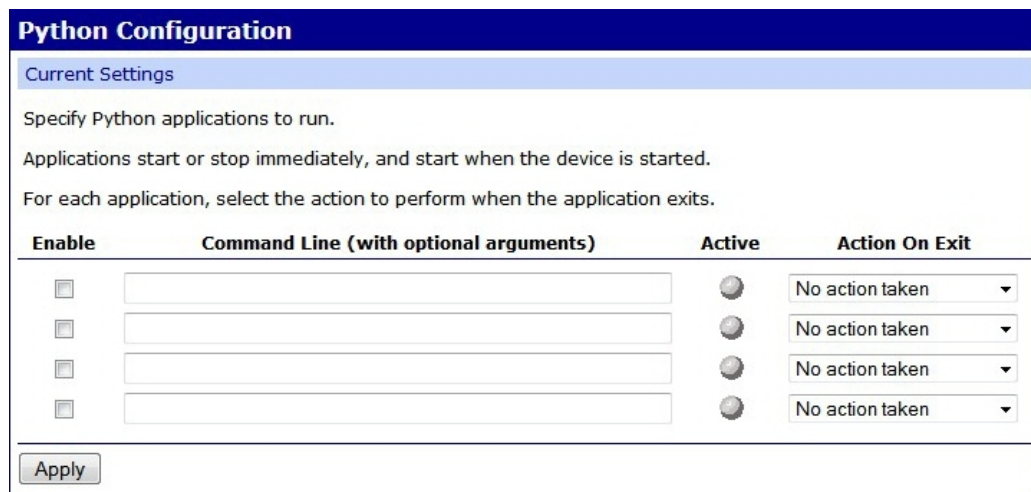 Python Configuration
Current Settings
Specify Python applications to run.
Applications start or stop immediately, and start when the device is started.
For each application, select the action to perform when the application exits.
Enable Command Line (with optional arguments) Active Action On Exit
No action taken
No action taken
No action taken
No action taken
Apply